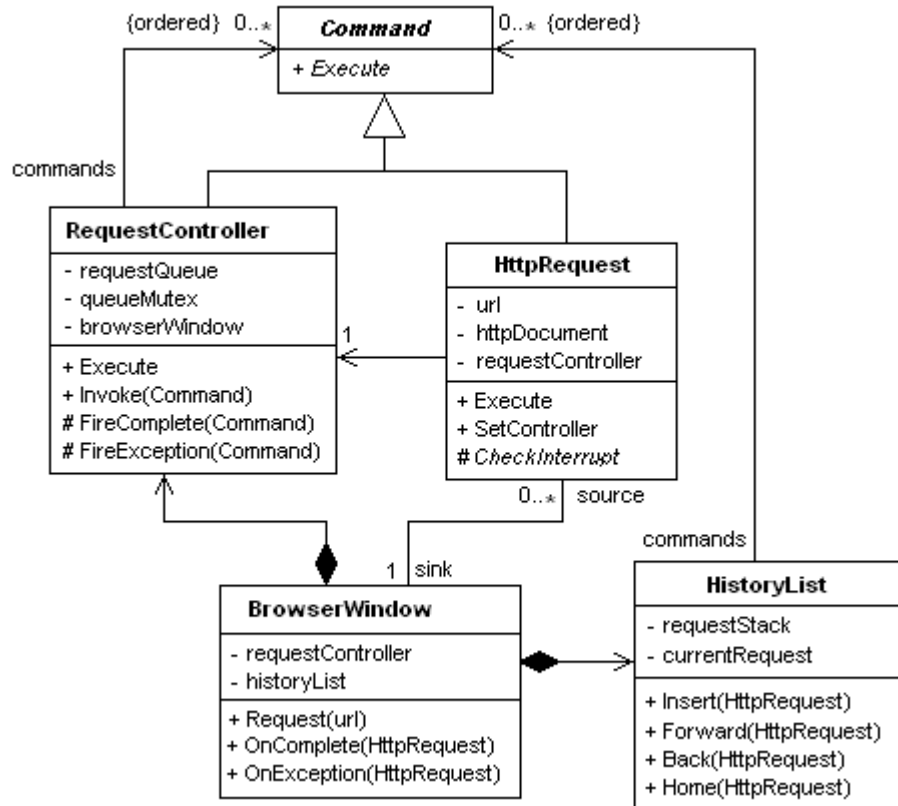 {ordered} 0..*
Command
0..* {ordered}
+ Execute
commands
RequestController
- requestQueue
- queueMutex
- browserWindow
+ Execute
+ Invoke(Command)
# FireComplete(Command)
# FireException(Command)
HttpRequest
- url
- httpDocument
- requestController
+ Execute
+ SetController
# CheckInterrupt
1
0..* source
1 sink
commands
BrowserWindow
- requestController
- historyList
+ Request(url)
+ OnComplete(HttpRequest)
+ OnException(HttpRequest)
HistoryList
- requestStack
- currentRequest
+ Insert(HttpRequest)
+ Forward(HttpRequest)
+ Back(HttpRequest)
+ Home(HttpRequest)